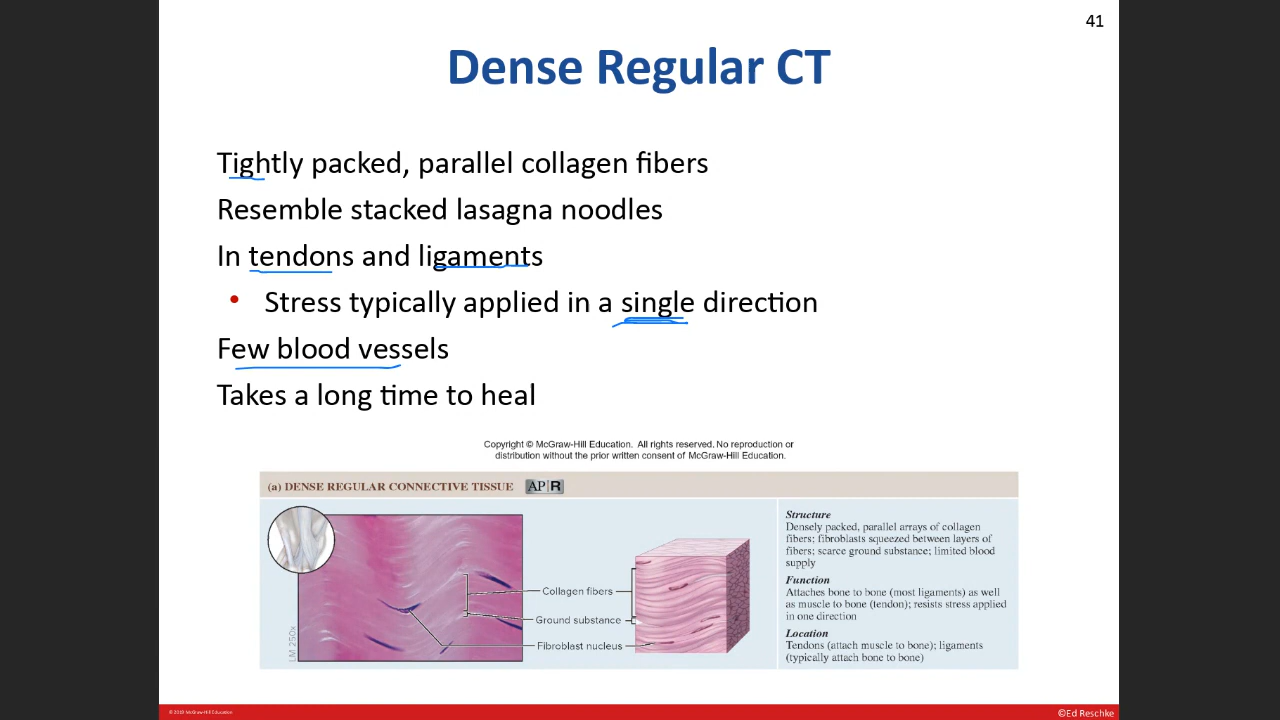 41
Dense Regular CT
Tightly packed, parallel collagen fibers
Resemble stacked lasagna noodles
In tendons and ligaments
• Stress typically applied in a single direction
Few blood vessels
Takes a long time to heal
Copyright © McGraw-Hill Education. All rights reserved. No reproduction or
distribution without the prior written consent of McGraw-Hill Education.
(a) DENSE REGULAR CONNECTIVE TISSUE AP|R
LM 250x
Collagen fibers
Ground substance
Fibroblast nucleus
Structure
Densely packed, parallel arrays of collagen
fibers; fibroblasts squeezed between layers of
fibers; scarce ground substance; limited blood
supply
Function
Attaches bone to bone (most ligaments) as well
as muscle to bone (tendon); resists stress applied
in one direction
Location
Tendons (attach muscle to bone); ligaments
(typically attach bone to bone)
© 2019 McGraw-Hill Education
©Ed Reschke